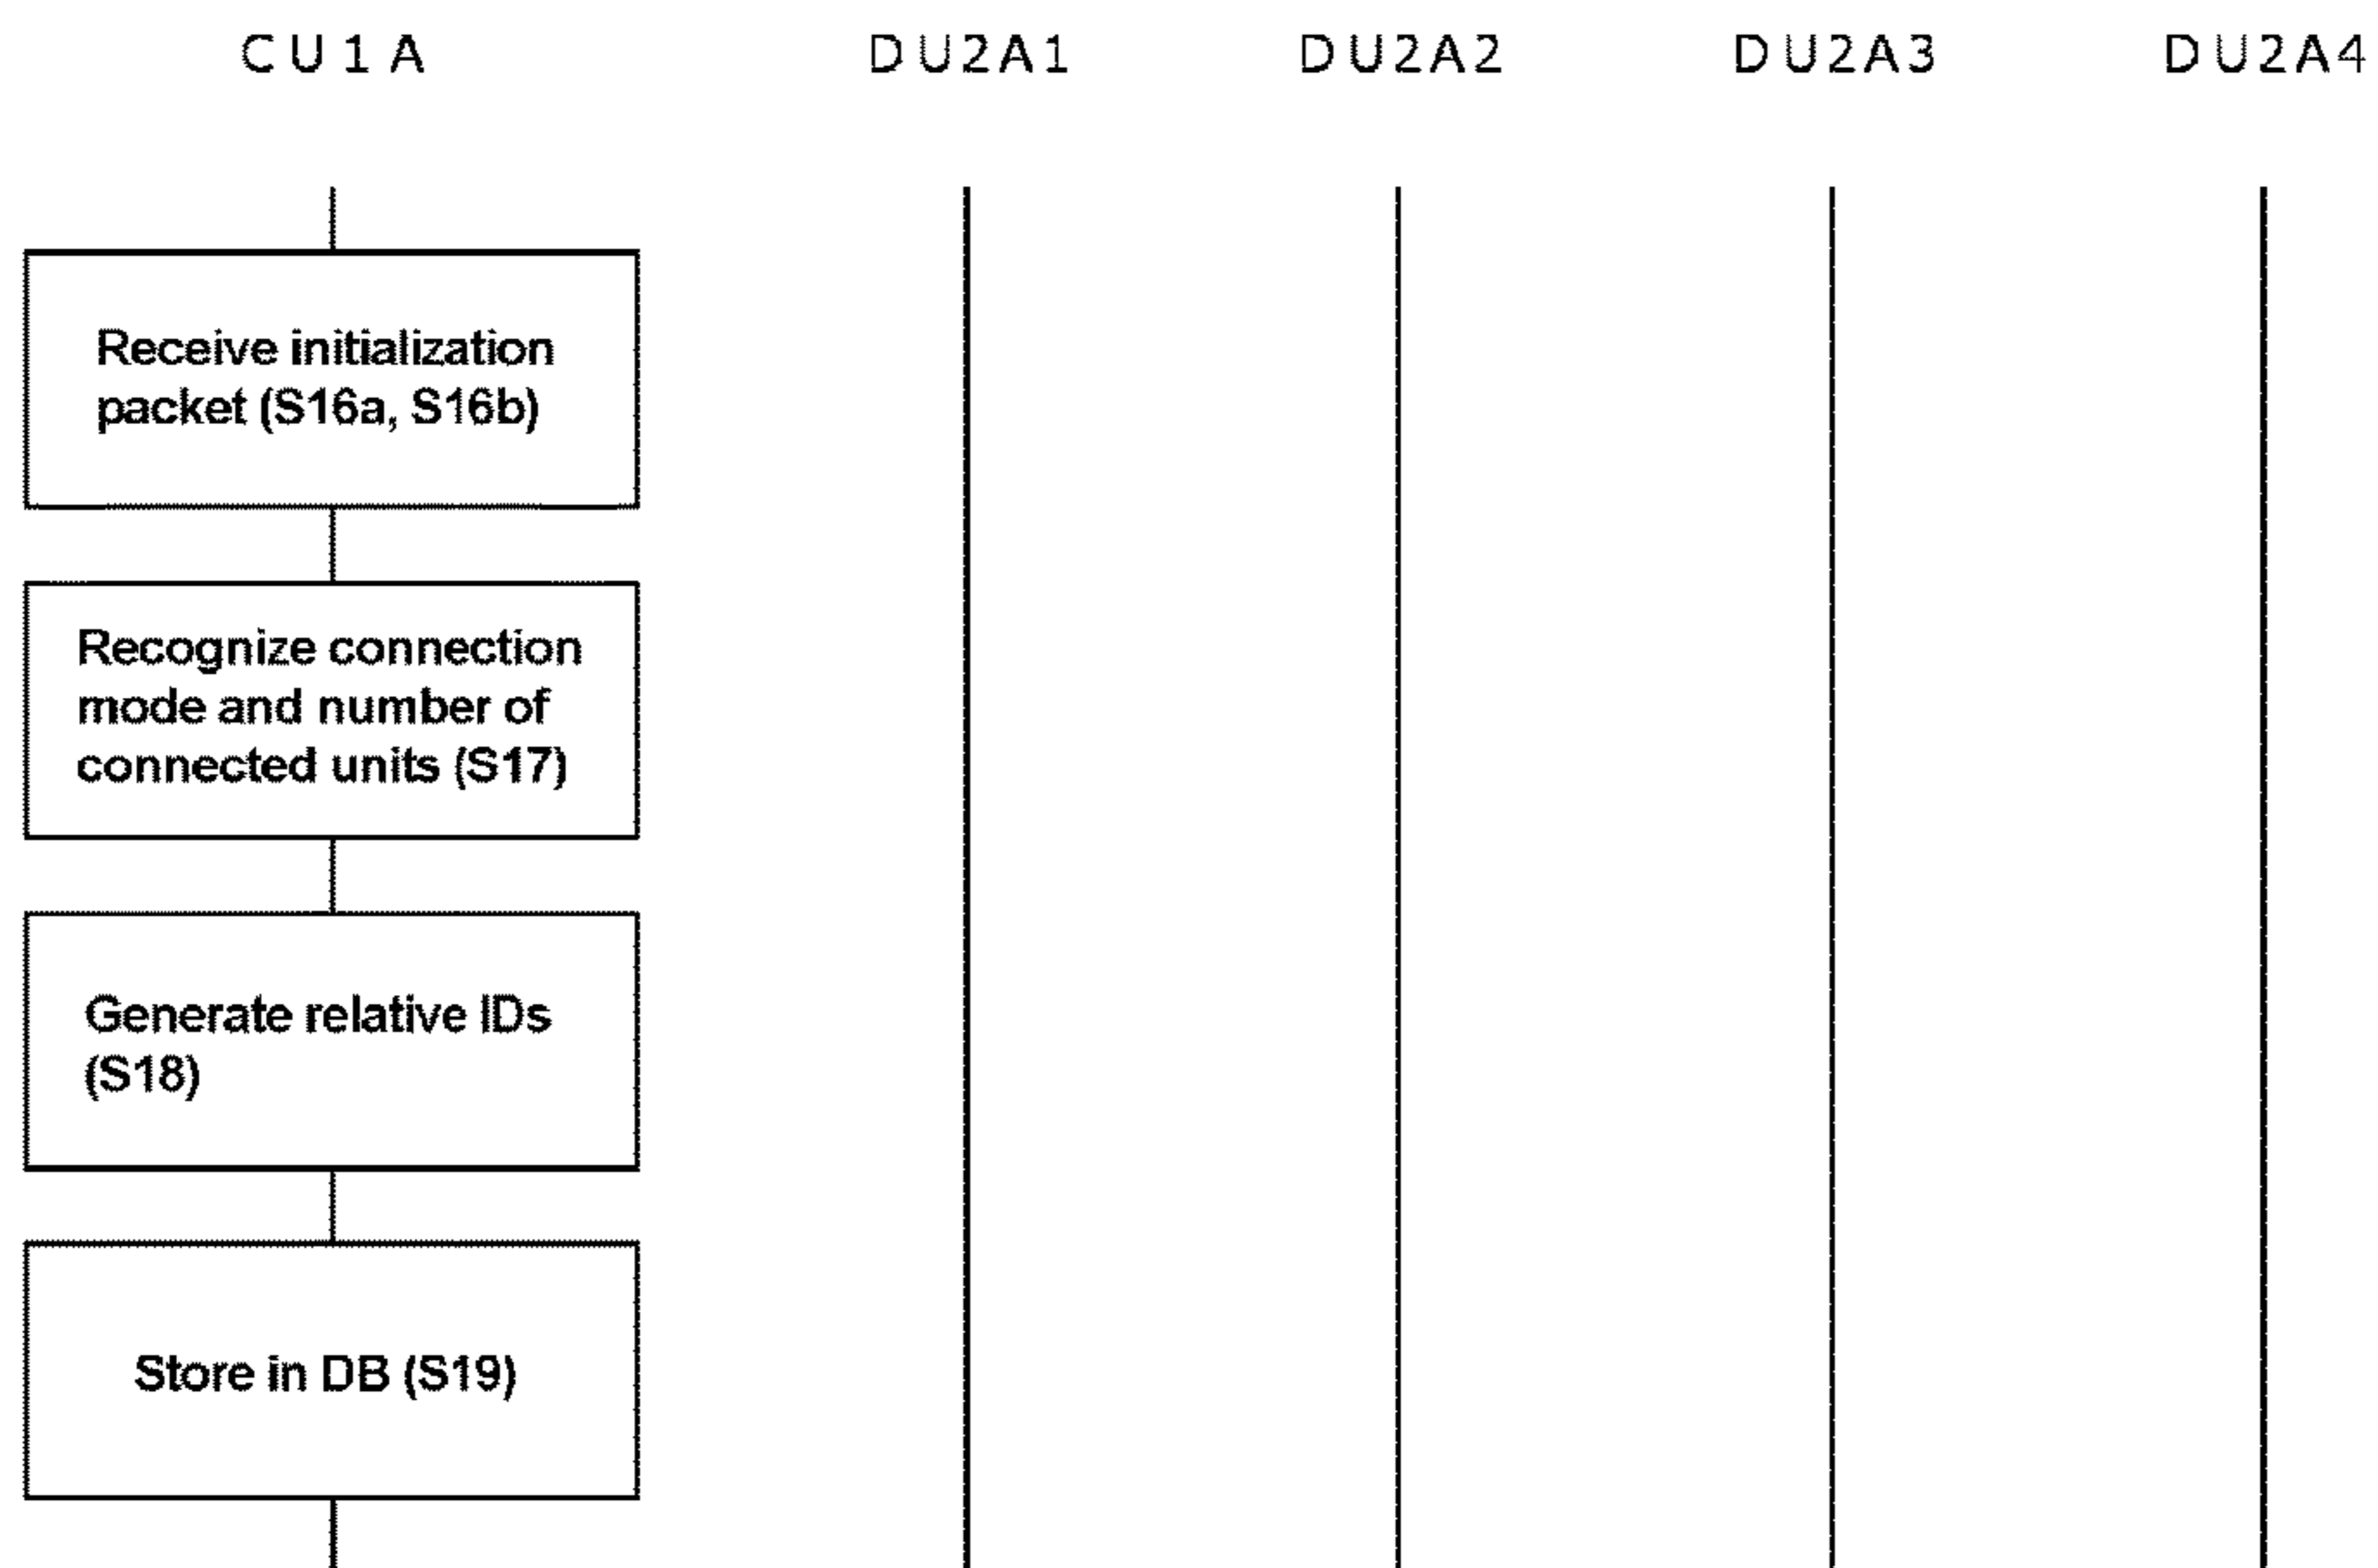 CU1A DU2A1 DU2A2 DU2A3 DU2A4
Receive initialization
packet (S16a, S16b)
Recognize connection
mode and number of
connected units (S17)
Generate relative IDs
(S18)
Store in DB (S19)